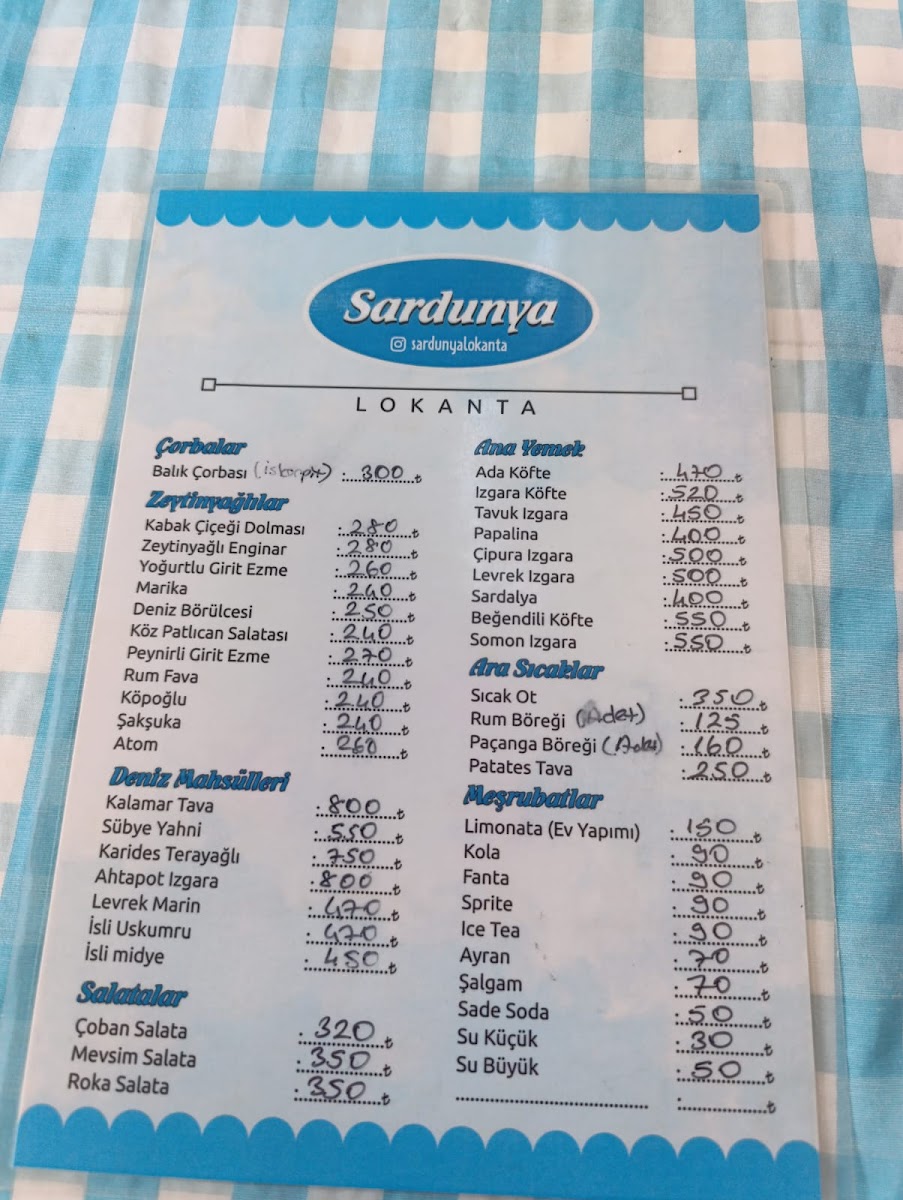 Sardunya
sardunyalokanta
LOKANTA
Çorbalar
Balık Çorbası (iskorpit) : 300 ₺
Zeytinyağlılar
Kabak Çiçeği Dolması : 280 ₺
Zeytinyağlı Enginar : 280 ₺
Yoğurtlu Girit Ezme : 260 ₺
Marika : 240 ₺
Deniz Börülcesi : 250 ₺
Köz Patlıcan Salatası : 240 ₺
Peynirli Girit Ezme : 270 ₺
Rum Fava : 240 ₺
Köpoğlu : 240 ₺
Şakşuka : 240 ₺
Atom : 260 ₺
Deniz Mahsülleri
Kalamar Tava : 800 ₺
Sübye Yahni : 550 ₺
Karides Terayağlı : 750 ₺
Ahtapot Izgara : 800 ₺
Levrek Marin : 470 ₺
İsli Uskumru : 470 ₺
İsli midye : 450 ₺
Salatalar
Çoban Salata : 320 ₺
Mevsim Salata : 350 ₺
Roka Salata : 350 ₺
Ana Yemek
Ada Köfte : 470 ₺
Izgara Köfte : 520 ₺
Tavuk Izgara : 450 ₺
Papalina : 400 ₺
Çipura Izgara : 500 ₺
Levrek Izgara : 500 ₺
Sardalya : 400 ₺
Beğendili Köfte : 550 ₺
Somon Izgara : 550 ₺
Ara Sıcaklar
Sıcak Ot : 350 ₺
Rum Böreği (Adet) : 125 ₺
Paçanga Böreği : 160 ₺
Patates Tava : 250 ₺
Meşrubatlar
Limonata (Ev Yapımı) : 150 ₺
Kola : 90 ₺
Fanta : 90 ₺
Sprite : 90 ₺
Ice Tea : 90 ₺
Ayran : 70 ₺
Şalgam : 70 ₺
Sade Soda : 50 ₺
Su Küçük : 30 ₺
Su Büyük : 50 ₺
: ₺